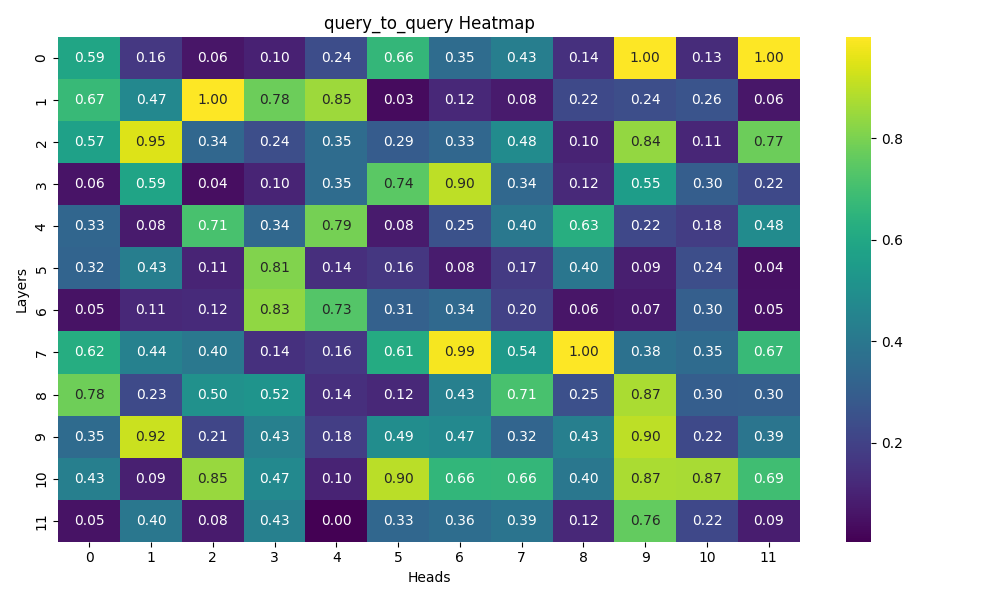 query_to_query Heatmap
0 0.59 0.16 0.06 0.10 0.24 0.66 0.35 0.43 0.14 1.00 0.13 1.00
1 0.67 0.47 1.00 0.78 0.85 0.03 0.12 0.08 0.22 0.24 0.26 0.06
2 0.57 0.95 0.34 0.24 0.35 0.29 0.33 0.48 0.10 0.84 0.11 0.77
3 0.06 0.59 0.04 0.10 0.35 0.74 0.90 0.34 0.12 0.55 0.30 0.22
4 0.33 0.08 0.71 0.34 0.79 0.08 0.25 0.40 0.63 0.22 0.18 0.48
5 0.32 0.43 0.11 0.81 0.14 0.16 0.08 0.17 0.40 0.09 0.24 0.04
6 0.05 0.11 0.12 0.83 0.73 0.31 0.34 0.20 0.06 0.07 0.30 0.05
7 0.62 0.44 0.40 0.14 0.16 0.61 0.99 0.54 1.00 0.38 0.35 0.67
8 0.78 0.23 0.50 0.52 0.14 0.12 0.43 0.71 0.25 0.87 0.30 0.30
9 0.35 0.92 0.21 0.43 0.18 0.49 0.47 0.32 0.43 0.90 0.22 0.39
10 0.43 0.09 0.85 0.47 0.10 0.90 0.66 0.66 0.40 0.87 0.87 0.69
11 0.05 0.40 0.08 0.43 0.00 0.33 0.36 0.39 0.12 0.76 0.22 0.09
0 1 2 3 4 5 6 7 8 9 10 11
Heads
Layers
0.8
0.6
0.4
0.2